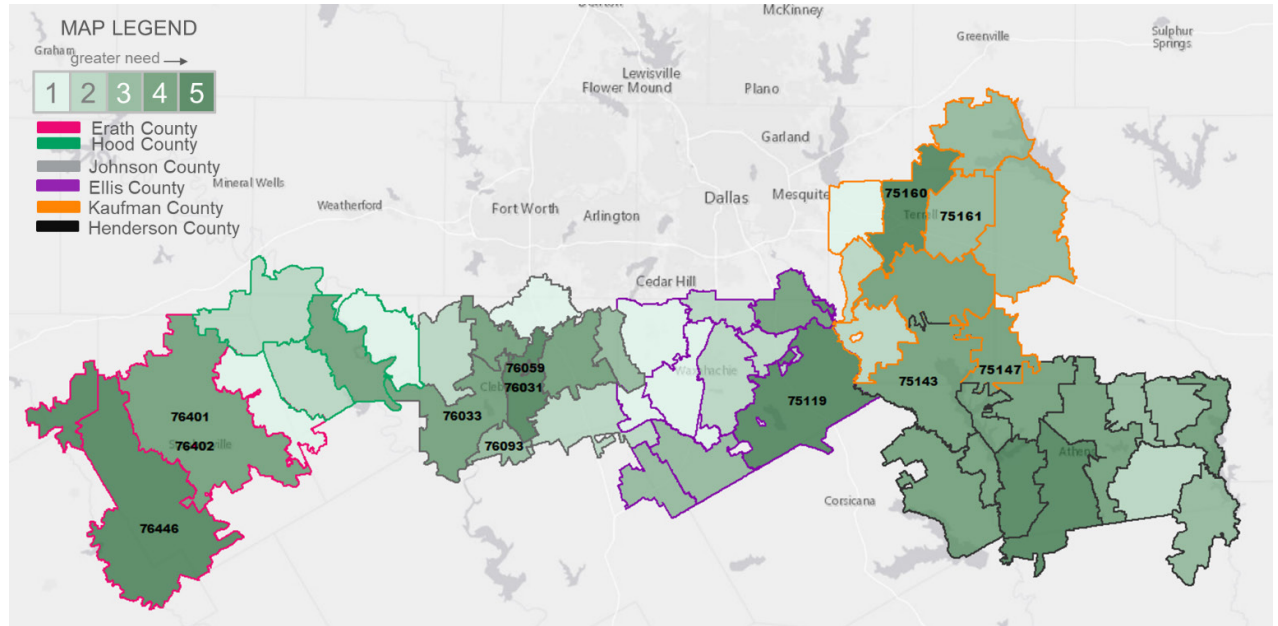 McKinney
MAP LEGEND
Graham
greater need
Greenville
Sulphur
Springs
1 2 3 4 5
Lewisville
Flower Mound
Plano
Erath County
Hood County
Garland
Johnson County
Mineral Wells
Ellis County
Dallas
Mesquite
75160
Kaufman County
Weatherford
Fort Worth
Arlington
Terrell
75161
Henderson County
Cedar Hill
76059
Waxahachie
75147
76031
75143
75119
76401
76033
76402
76093
Athens
Corsicana
76446